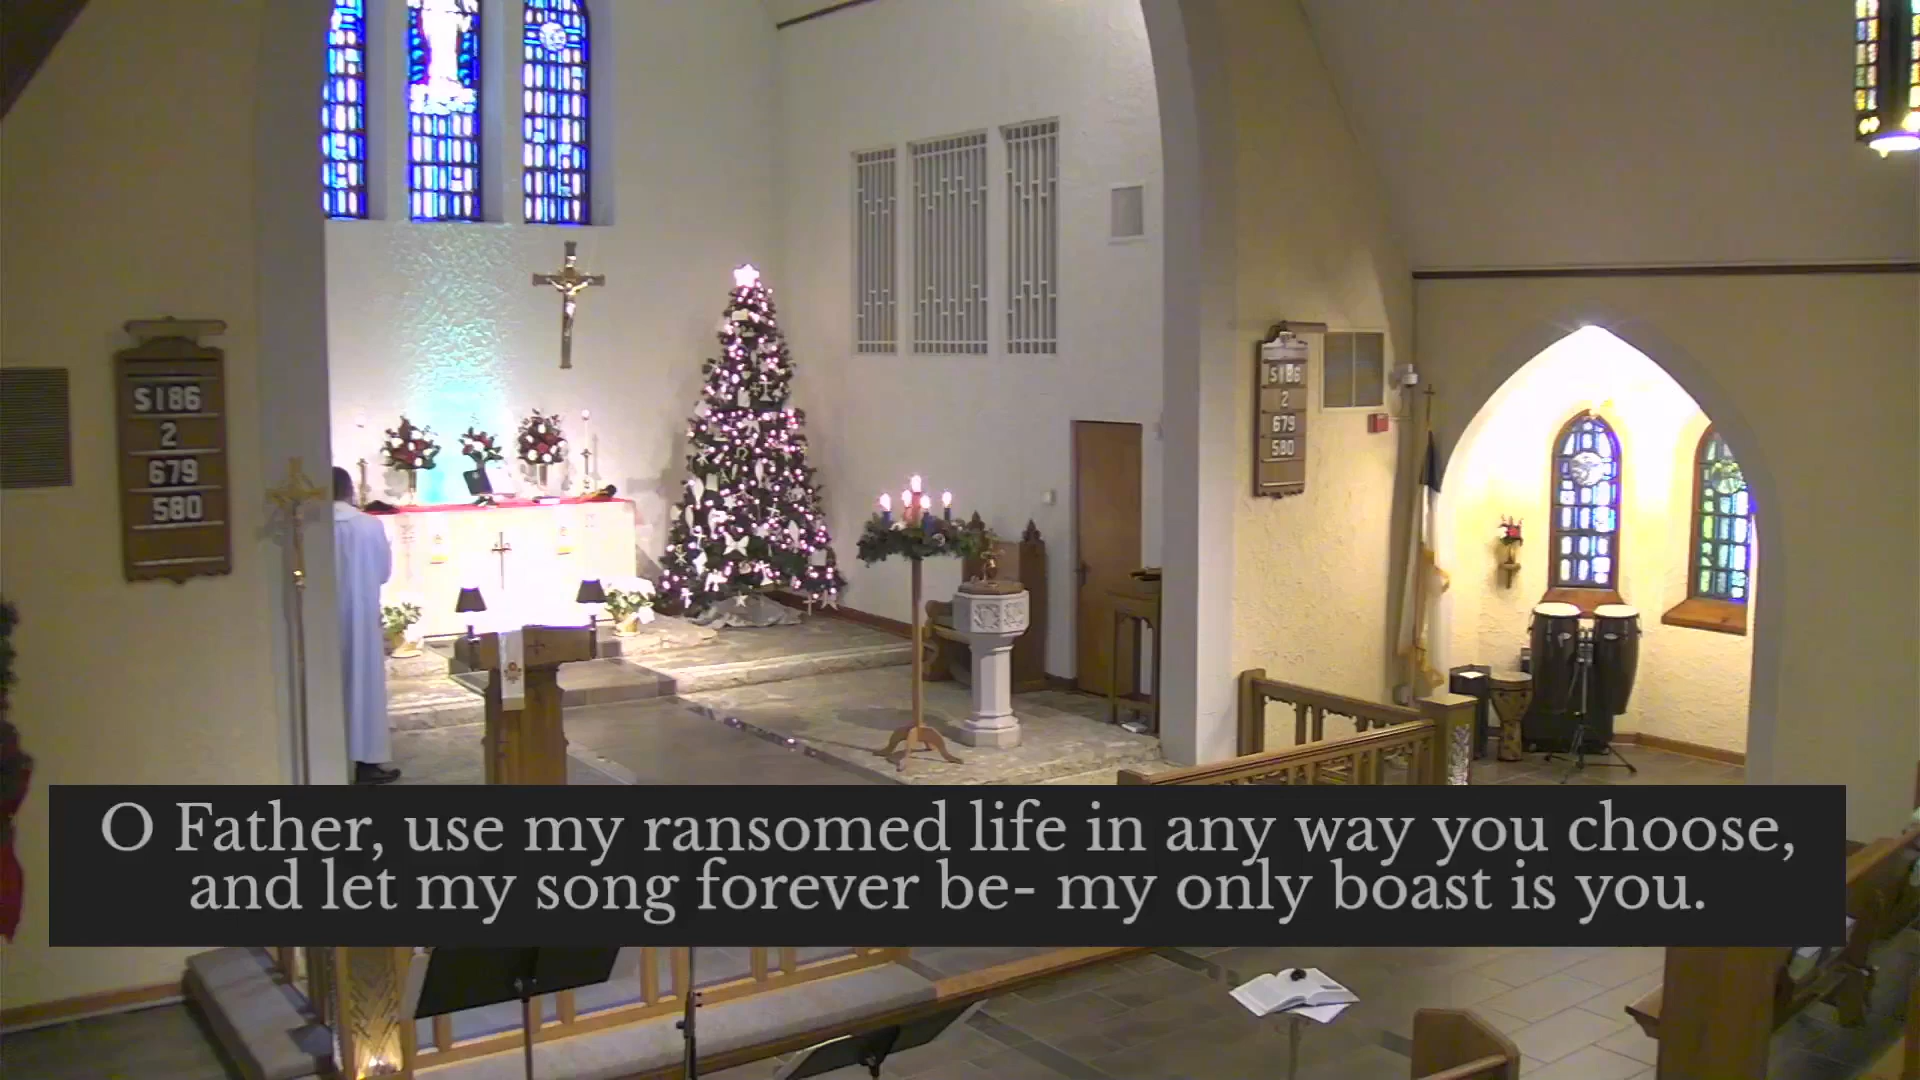 S186
2
679
580
S186
2
679
580
O Father, use my ransomed life in any way you choose,
and let my song forever be- my only boast is you.